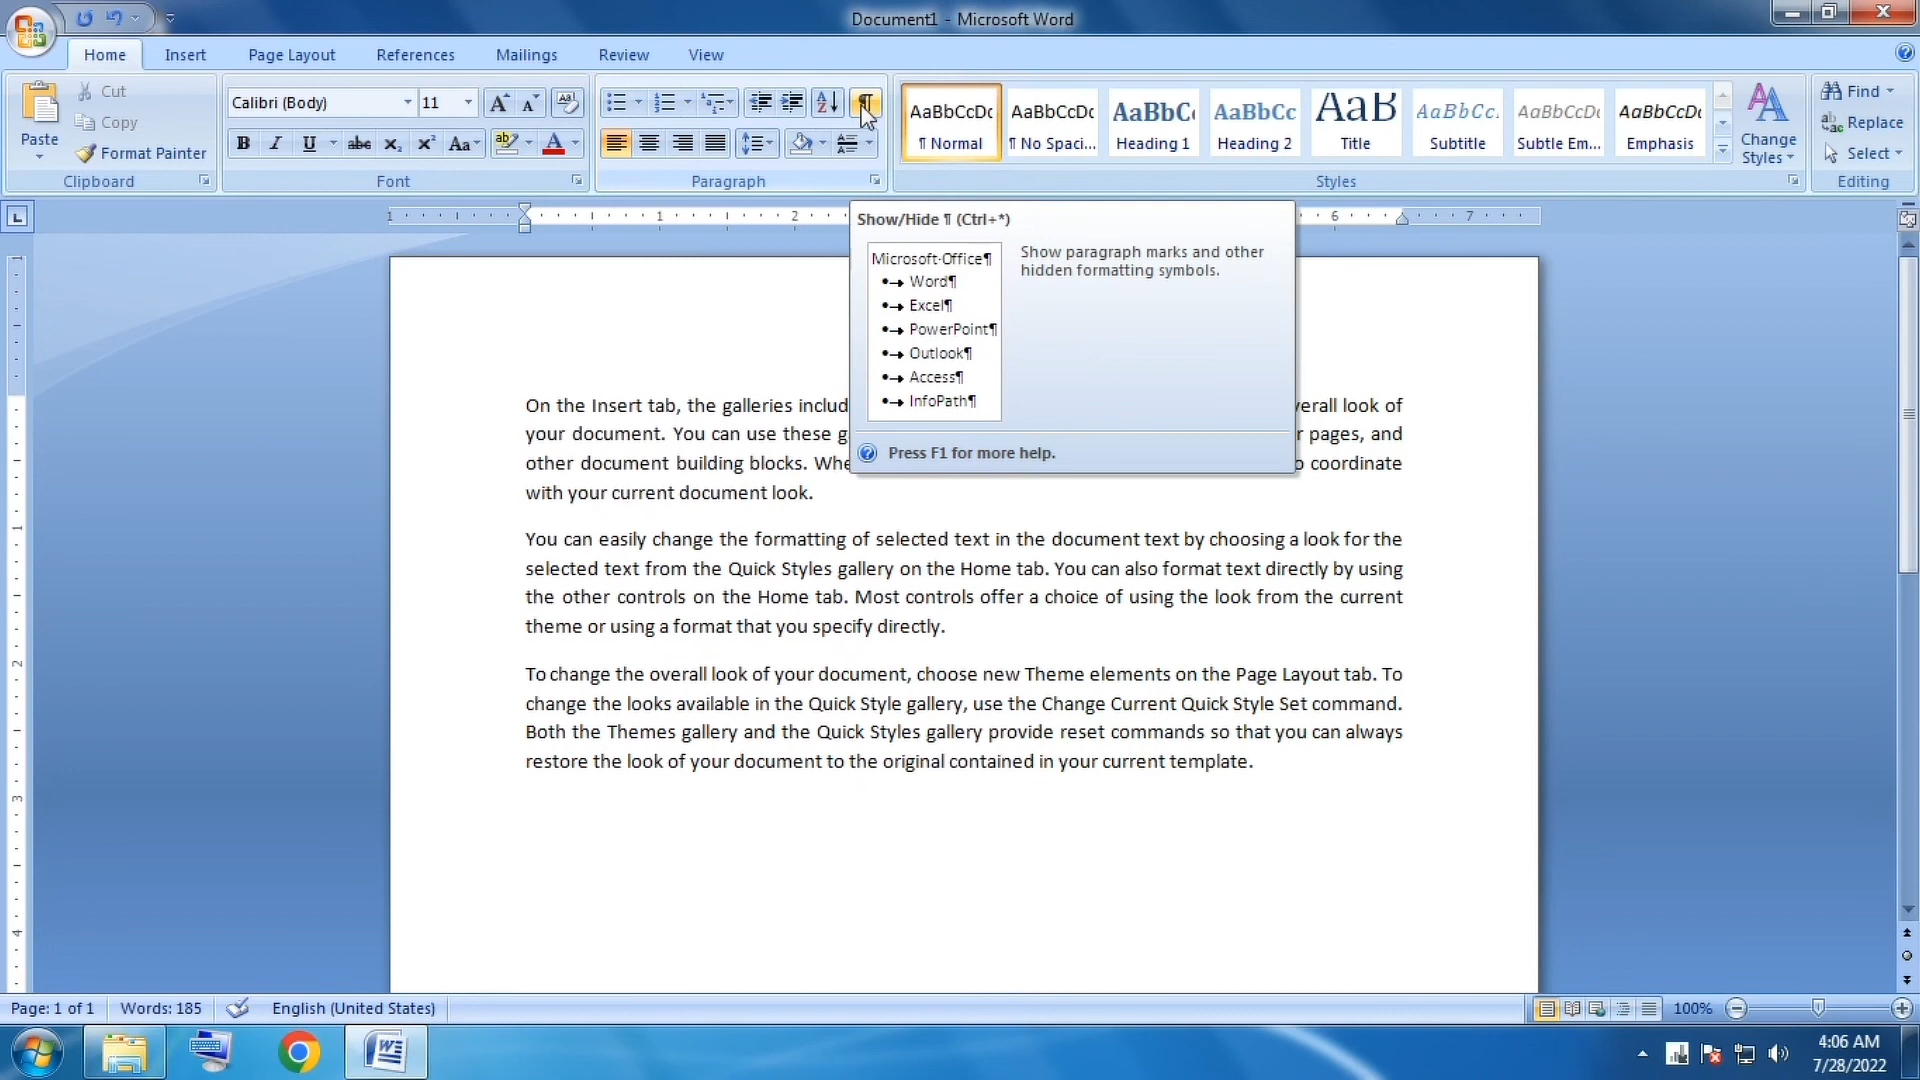 Document1 - Microsoft Word
Home Insert Page Layout References Mailings Review View
Paste
Cut
Copy
Format Painter
Clipboard
Calibri (Body) 11
Font
Paragraph
AaBbCcDc AaBbCcDc AaBbC AaBbCc AaB AaBbCc. AaBbCcDc AaBbCcDc
¶ Normal ¶ No Spaci... Heading 1 Heading 2 Title Subtitle Subtle Em... Emphasis
Change
Styles
Styles
Find
Replace
Select
Editing
1 1 2 6 7
Show/Hide ¶ (Ctrl+*)
Show paragraph marks and other
hidden formatting symbols.
Microsoft·Office¶
•→ Word¶
•→ Excel¶
•→ PowerPoint¶
•→ Outlook¶
•→ Access¶
•→ InfoPath¶
Press F1 for more help.
On the Insert tab, the galleries includ verall look of
your document. You can use these g r pages, and
other document building blocks. Whe o coordinate
with your current document look.
You can easily change the formatting of selected text in the document text by choosing a look for the
selected text from the Quick Styles gallery on the Home tab. You can also format text directly by using
the other controls on the Home tab. Most controls offer a choice of using the look from the current
theme or using a format that you specify directly.
To change the overall look of your document, choose new Theme elements on the Page Layout tab. To
change the looks available in the Quick Style gallery, use the Change Current Quick Style Set command.
Both the Themes gallery and the Quick Styles gallery provide reset commands so that you can always
restore the look of your document to the original contained in your current template.
Page: 1 of 1 Words: 185 English (United States) 100%
4:06 AM
7/28/2022